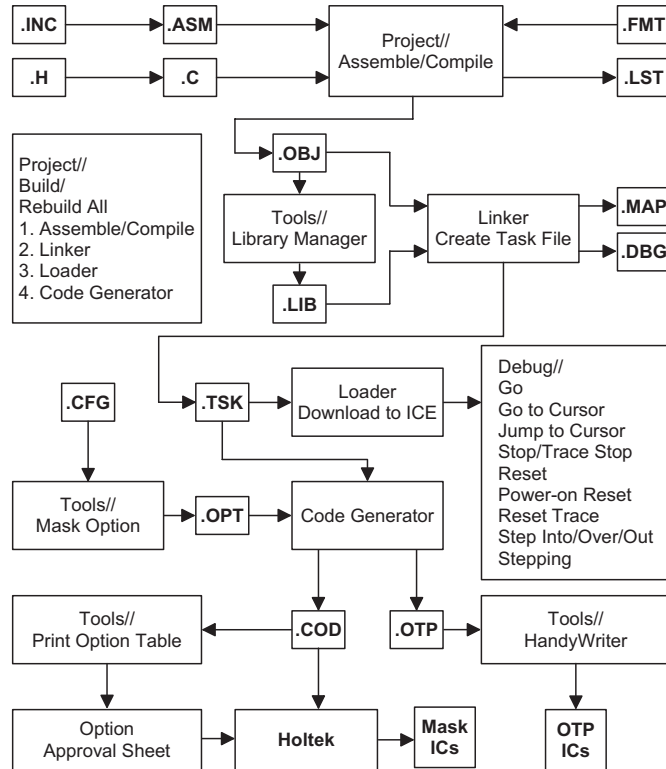 .INC
.ASM
Project//
Assemble/Compile
.FMT
.H
.C
.LST
Project//
Build/
Rebuild All
1. Assemble/Compile
2. Linker
3. Loader
4. Code Generator
.OBJ
Tools//
Library Manager
.LIB
Linker
Create Task File
.MAP
.DBG
.CFG
.TSK
Loader
Download to ICE
Debug//
Go
Go to Cursor
Jump to Cursor
Stop/Trace Stop
Reset
Power-on Reset
Reset Trace
Step Into/Over/Out
Stepping
Tools//
Mask Option
.OPT
Code Generator
Tools//
Print Option Table
.COD
.OTP
Tools//
HandyWriter
Option
Approval Sheet
Holtek
Mask
ICs
OTP
ICs